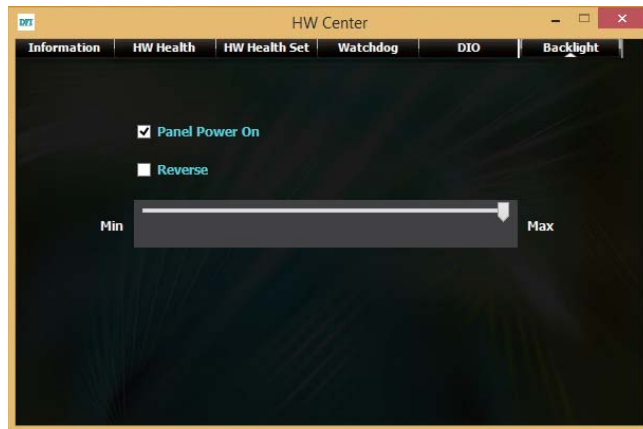 DFI
HW Center
Information HW Health HW Health Set Watchdog DIO Backlight
Panel Power On
Reverse
Min Max